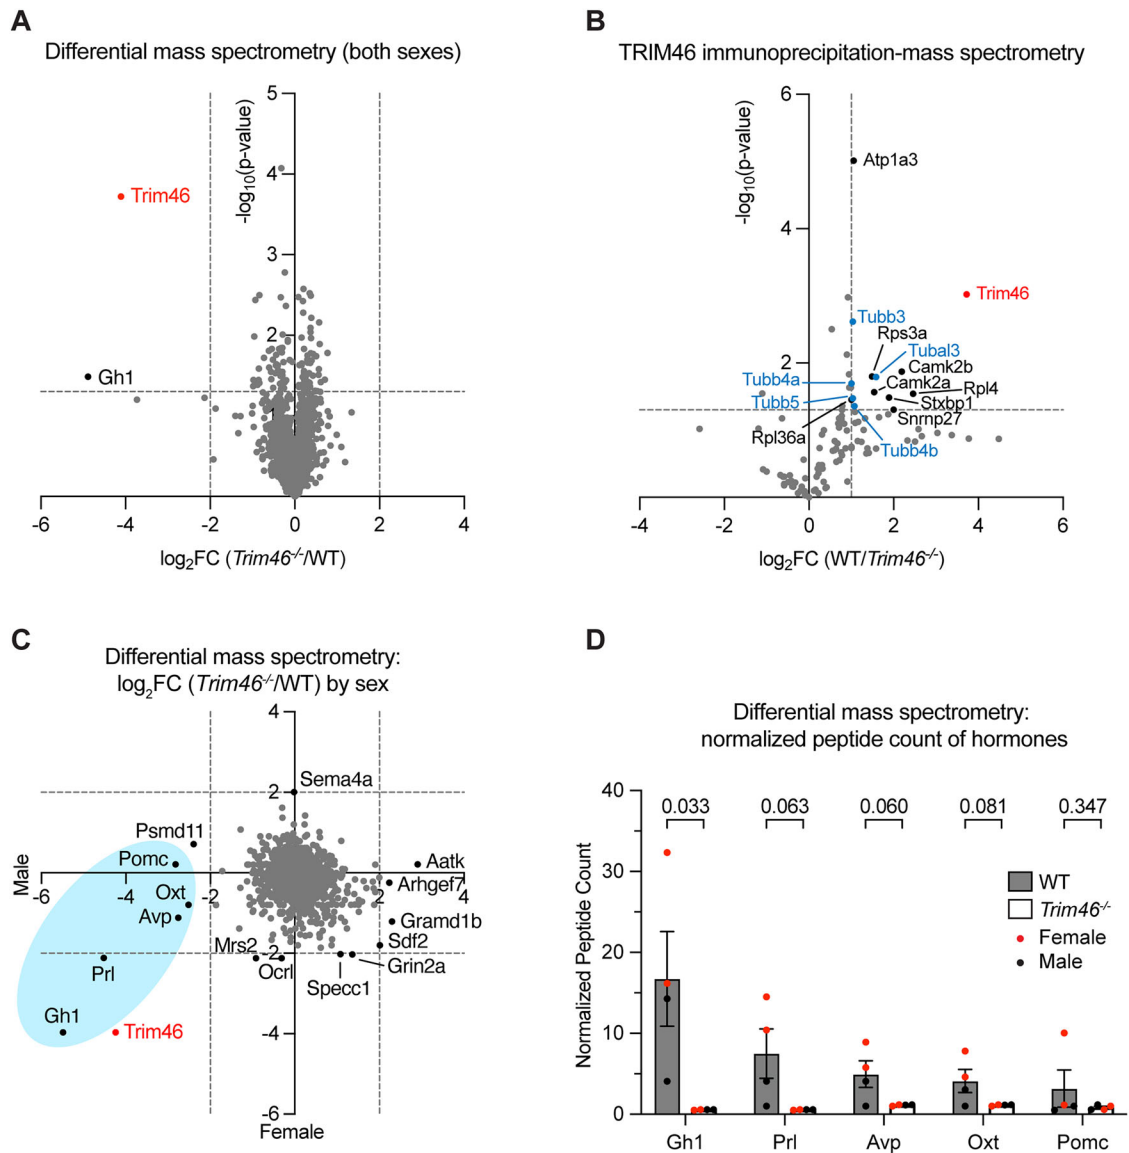 A
Differential mass spectrometry (both sexes)
5
4
3
2
1
-log10(p-value)
Trim46
Gh1
-6
-4
-2
0
2
4
log2FC (Trim46-/-/WT)
B
TRIM46 immunoprecipitation-mass spectrometry
6
4
2
-log10(p-value)
Atp1a3
Trim46
Tubb3
Rps3a
Tubal3
Camk2b
Tubb4a
Camk2a
Rpl4
Tubb5
Stxbp1
Snrnp27
Rpl36a
Tubb4b
-4
-2
0
2
4
6
log2FC (WT/Trim46-/-)
C
Differential mass spectrometry:
log2FC (Trim46-/-/WT) by sex
4
2
Sema4a
Psmd11
Pomc
Aatk
Male
-6
-4
-2
2
4
Oxt
Arhgef7
Avp
Gramd1b
Mrs2
-2
Sdf2
Prl
Ocrl
Grin2a
Specc1
Gh1
Trim46
-4
-6
Female
D
Differential mass spectrometry:
normalized peptide count of hormones
40
30
20
10
0
Normalized Peptide Count
0.033
0.063
0.060
0.081
0.347
WT
Trim46-/-
Female
Male
Gh1
Prl
Avp
Oxt
Pomc